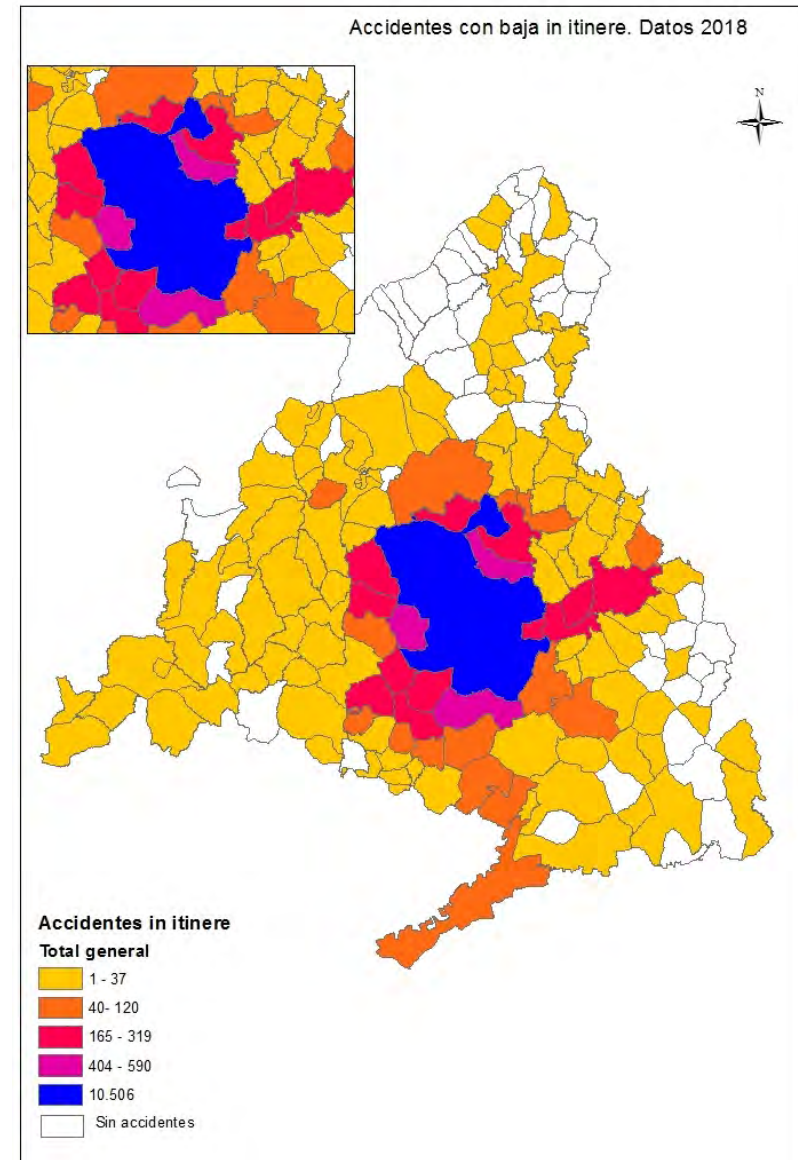 Accidentes con baja in itinere. Datos 2018
N
Accidentes in itinere
Total general
1 - 37
40- 120
165 - 319
404 - 590
10.506
Sin accidentes